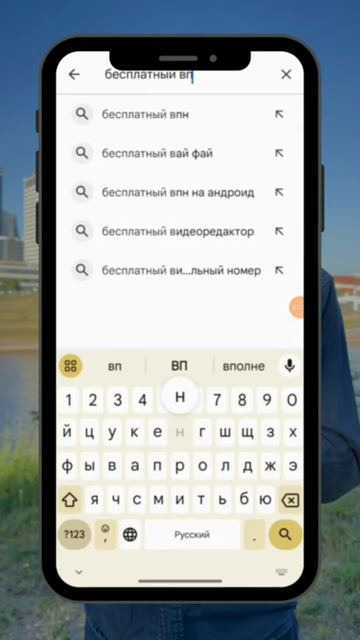 бесплатный вп
бесплатный впн
бесплатный вай фай
бесплатный впн на андроид
бесплатный видеоредактор
бесплатный ви...льный номер
вп ВП вполне
1 2 3 4 н 7 8 9 0
й ц у к е н г ш щ з х
ф ы в а п р о л д ж э
я ч с м и т ь б ю
?123 , Русский .